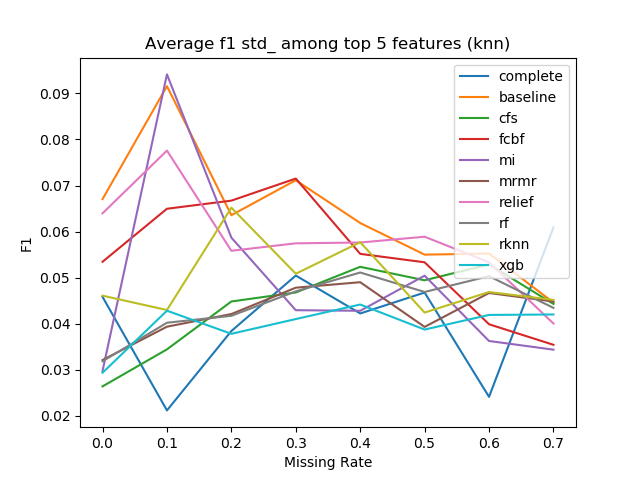 Average f1 std_ among top 5 features (knn)
F1
0.09
0.08
0.07
0.06
0.05
0.04
0.03
0.02
0.0 0.1 0.2 0.3 0.4 0.5 0.6 0.7
Missing Rate
complete
baseline
cfs
fcbf
mi
mrmr
relief
rf
rknn
xgb